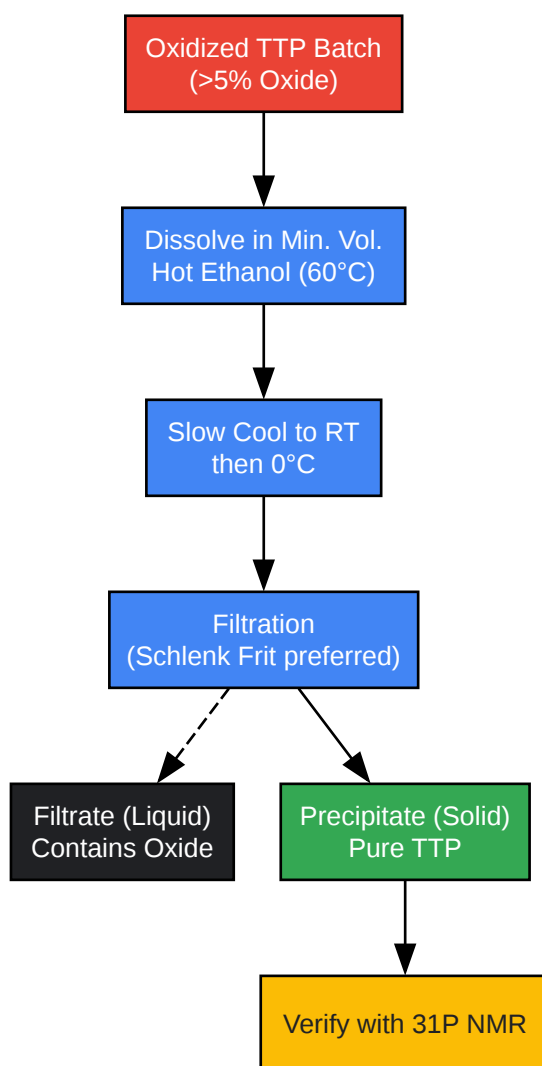 Oxidized TTP Batch
(>5% Oxide)
Dissolve in Min. Vol.
Hot Ethanol (60°C)
Slow Cool to RT
then 0°C
Filtration
(Schlenk Frit preferred)
Filtrate (Liquid)
Contains Oxide
Precipitate (Solid)
Pure TTP
Verify with 31P NMR